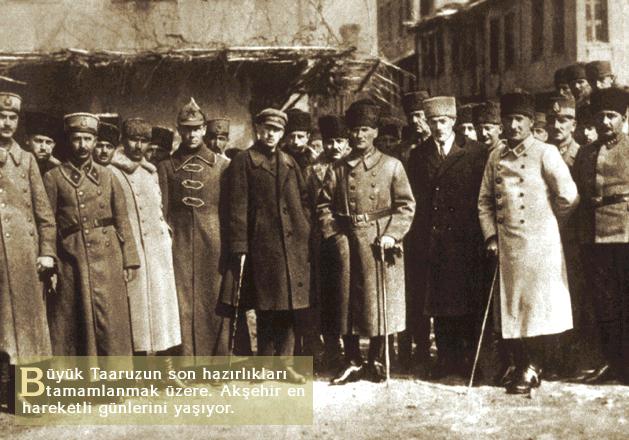 Büyük Taaruzun son hazırlıkları
tamamlanmak üzere. Akşehir en
hareketli günlerini yaşıyor.